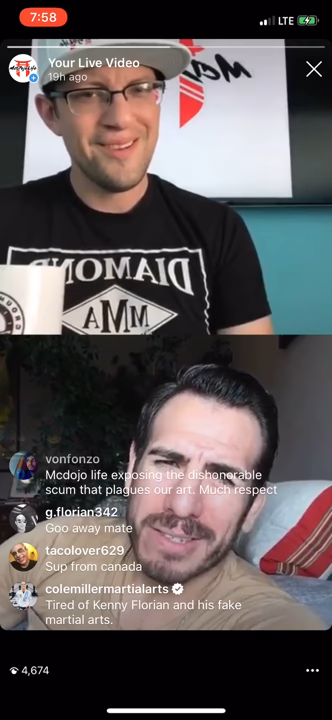 7:58
LTE
Your Live Video
19h ago
DIAMOND
MMA
vonfonzo
Mcdojo life exposing the dishonorable
scum that plagues our art. Much respect
g.florian342
Goo away mate
tacolover629
Sup from canada
colemillermartialarts
Tired of Kenny Florian and his fake
martial arts.
4,674